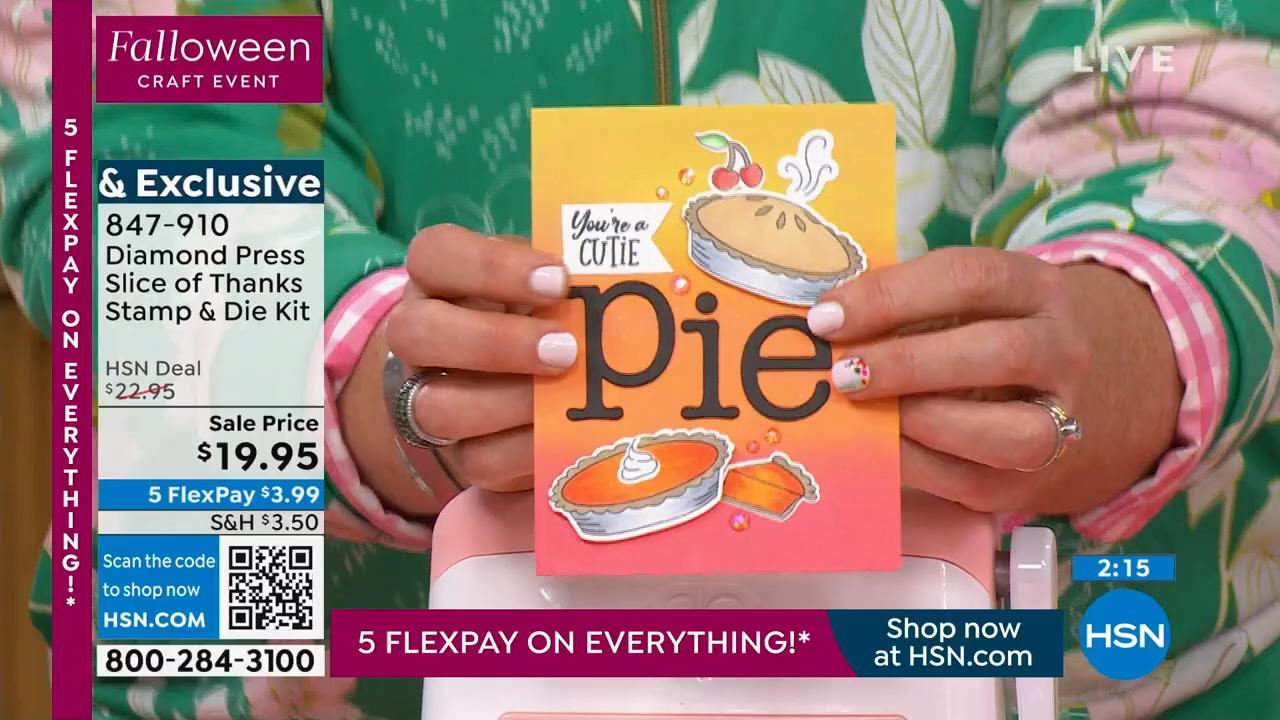 Falloween
CRAFT EVENT
5 FLEXPAY ON EVERYTHING!*
& Exclusive
847-910
Diamond Press
Slice of Thanks
Stamp & Die Kit
HSN Deal
$22.95
Sale Price
$19.95
5 FlexPay $3.99
S&H $3.50
Scan the code
to shop now
HSN.COM
800-284-3100
LIVE
You're a
CUTIE
pie
2:15
HSN
5 FLEXPAY ON EVERYTHING!*
Shop now
at HSN.com